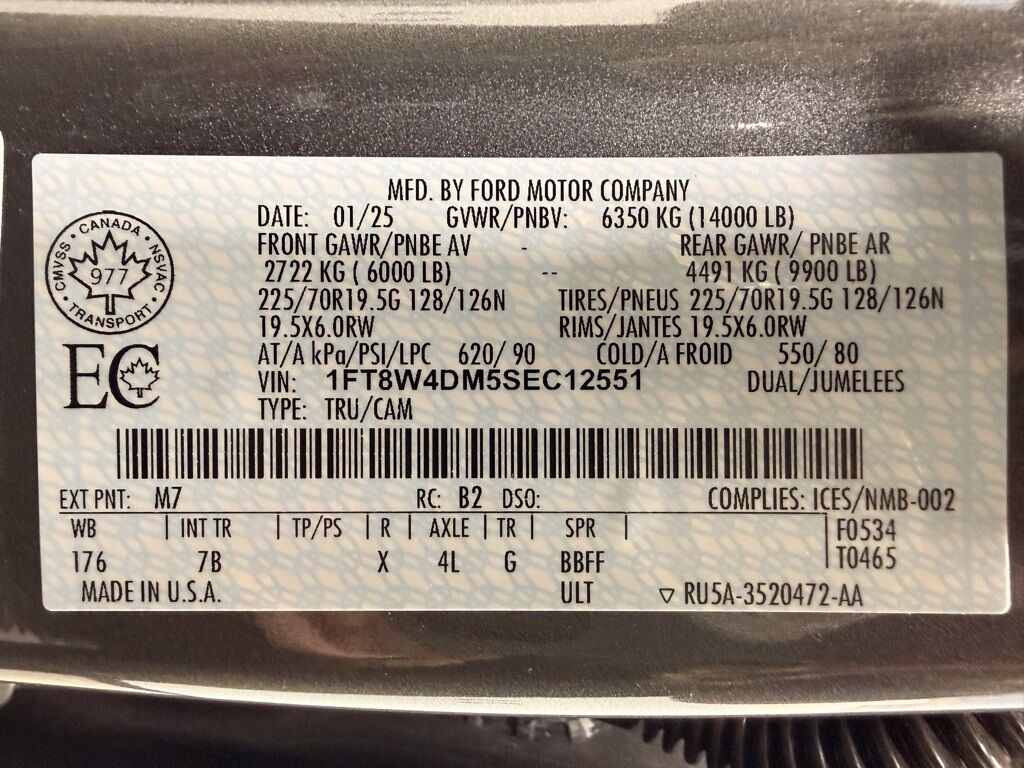 MFD. BY FORD MOTOR COMPANY
DATE: 01/25 GVWR/PNBV: 6350 KG (14000 LB)
FRONT GAWR/PNBE AV - REAR GAWR/ PNBE AR
2722 KG ( 6000 LB) -- 4491 KG ( 9900 LB)
225/70R19.5G 128/126N TIRES/PNEUS 225/70R19.5G 128/126N
19.5X6.0RW RIMS/JANTES 19.5X6.0RW
AT/A kPa/PSI/LPC 620/ 90 COLD/A FROID 550/ 80
VIN: 1FT8W4DM5SEC12551 DUAL/JUMELEES
TYPE: TRU/CAM
CANADA
CMVSS
NSVAC
977
TRANSPORT
EC
EXT PNT: M7 RC: B2 DSO: COMPLIES: ICES/NMB-002
WB | INT TR | TP/PS | R | AXLE | TR | SPR | F0534
176 7B X 4L G BBFF T0465
MADE IN U.S.A. ULT ▽ RU5A-3520472-AA